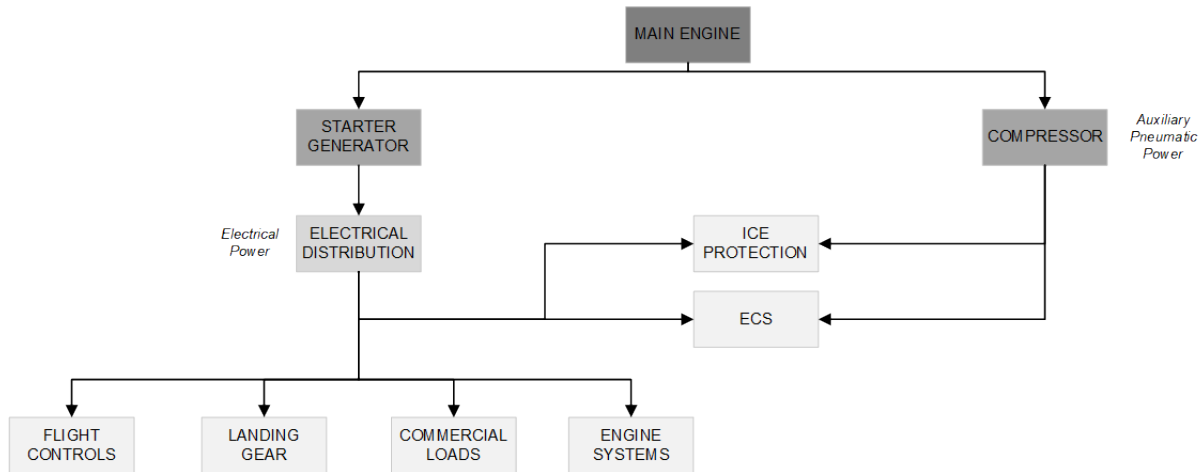 MAIN ENGINE
STARTER
GENERATOR
COMPRESSOR
Auxiliary
Pneumatic
Power
Electrical
Power
ELECTRICAL
DISTRIBUTION
ICE
PROTECTION
ECS
FLIGHT
CONTROLS
LANDING
GEAR
COMMERCIAL
LOADS
ENGINE
SYSTEMS